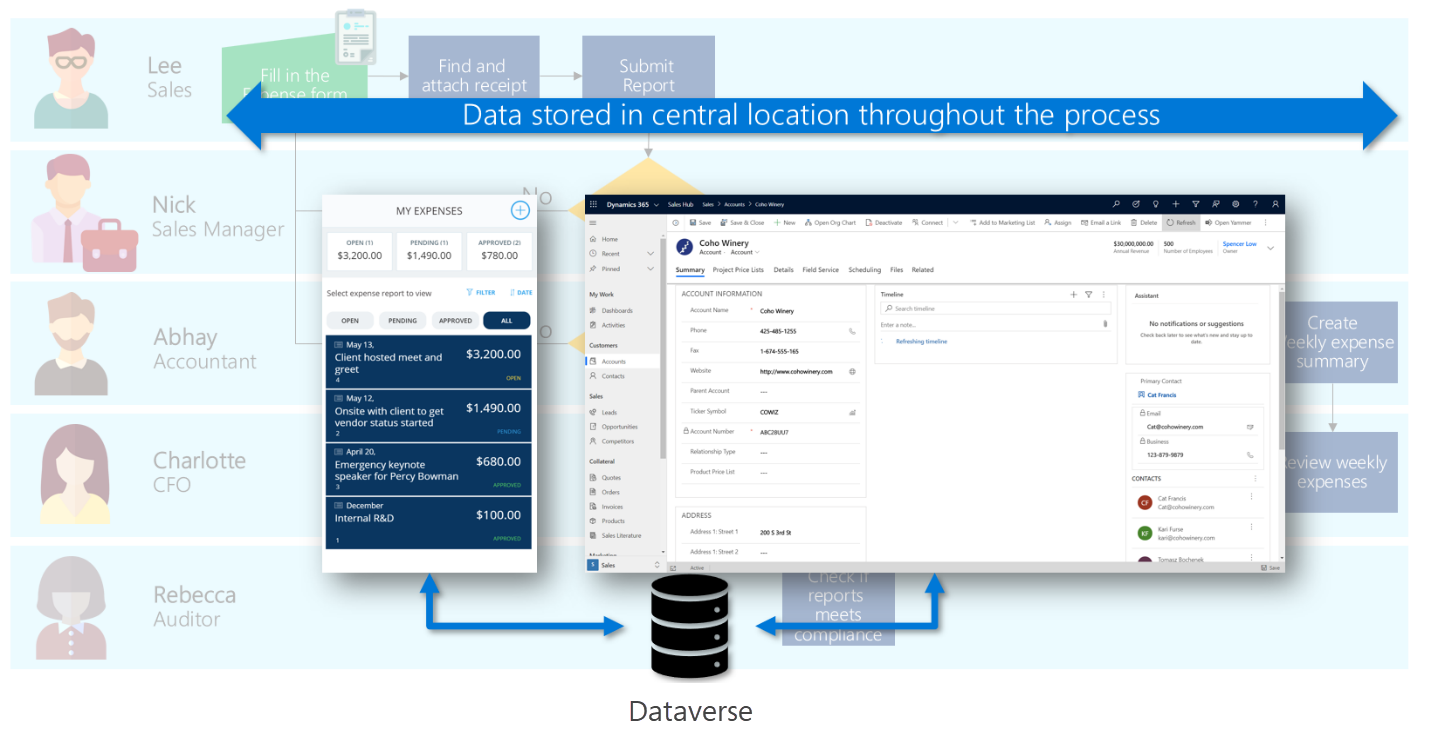 Lee
Sales
Fill in the
Expense form
Find and
attach receipt
Submit
Report
Data stored in central location throughout the process
Nick
Sales Manager
No
Abhay
Accountant
No
Create
weekly expense
summary
Charlotte
CFO
Review weekly
expenses
Rebecca
Auditor
Check if
reports
meets
compliance
MY EXPENSES
OPEN (1)
$3,200.00
PENDING (1)
$1,490.00
APPROVED (2)
$780.00
Select expense report to view
FILTER
DATE
OPEN
PENDING
APPROVED
ALL
May 13,
Client hosted meet and
greet
$3,200.00
4
OPEN
May 12,
Onsite with client to get
vendor status started
$1,490.00
2
PENDING
April 20,
Emergency keynote
speaker for Percy Bowman
$680.00
3
APPROVED
December
Internal R&D
$100.00
1
APPROVED
Dynamics 365
Sales Hub
Sales > Accounts > Coho Winery
Save
Save & Close
+ New
Open Org Chart
Deactivate
Connect
Add to Marketing List
Assign
Email a Link
Delete
Refresh
Open Yammer
Home
Recent
Pinned
My Work
Dashboards
Activities
Customers
Accounts
Contacts
Sales
Leads
Opportunities
Competitors
Collateral
Quotes
Orders
Invoices
Products
Sales Literature
Marketing
S Sales
Coho Winery
Account · Account
$30,000,000.00
Annual Revenue
500
Number of Employees
Spencer Low
Owner
Summary
Project Price Lists
Details
Field Service
Scheduling
Files
Related
ACCOUNT INFORMATION
Account Name * Coho Winery
Phone 425-485-1255
Fax 1-674-555-165
Website http://www.cohowinery.com
Parent Account ---
Ticker Symbol COWIZ
Account Number * ABC28UU7
Relationship Type ---
Product Price List ---
ADDRESS
Address 1: Street 1 200 S 3rd St
Address 1: Street 2 ---
Timeline
Search timeline
Enter a note...
Refreshing timeline
Assistant
No notifications or suggestions
Check back later to see what's new and stay up to
date.
Primary Contact
Cat Francis
Email
Cat@cohowinery.com
Business
123-879-9879
CONTACTS
CF
Cat Francis
Cat@cohowinery.com
KF
Kari Furse
kari@cohowinery.com
Tomasz Bochenek
Active
Save
Dataverse